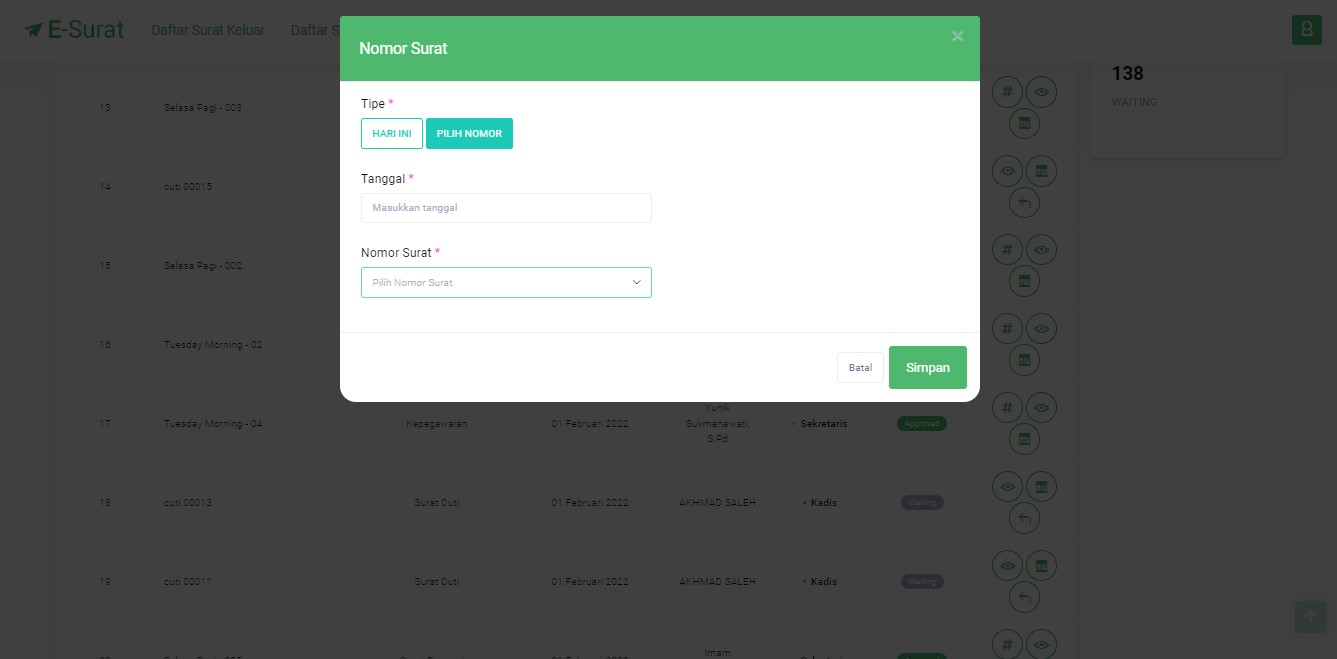 E-Surat
Daftar Surat Keluar
Daftar S
Nomor Surat
×
138
WAITING
Tipe *
HARI INI
PILIH NOMOR
Tanggal *
Masukkan tanggal
Nomor Surat *
Pilih Nomor Surat
Batal
Simpan
13 Selasa Pagi - 003 #
14 cuti 00015
15 Selasa Pagi - 002 #
16 Tuesday Morning - 02 #
17 Tuesday Morning - 04 Kepegawaian 01 Februari 2022 Yunik Sukmanawati, S.Pd • Sekretaris Approved #
18 cuti 00013 Surat Cuti 01 Februari 2022 AKHMAD SALEH • Kadis Waiting
19 cuti 00011 Surat Cuti 01 Februari 2022 AKHMAD SALEH • Kadis Waiting
Imam #